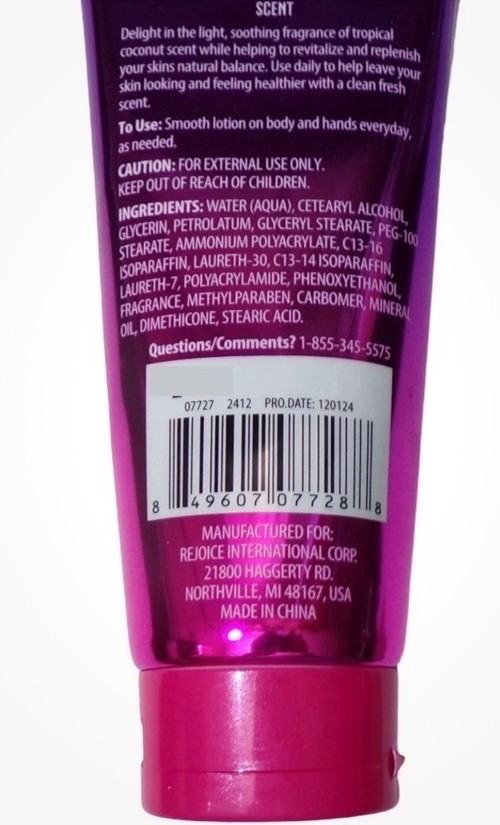 SCENT
Delight in the light, soothing fragrance of tropical
coconut scent while helping to revitalize and replenish
your skins natural balance. Use daily to help leave your
skin looking and feeling healthier with a clean fresh
scent.
To Use: Smooth lotion on body and hands everyday,
as needed.
CAUTION: FOR EXTERNAL USE ONLY.
KEEP OUT OF REACH OF CHILDREN.
INGREDIENTS: WATER (AQUA), CETEARYL ALCOHOL,
GLYCERIN, PETROLATUM, GLYCERYL STEARATE, PEG-100
STEARATE, AMMONIUM POLYACRYLATE, C13-16
ISOPARAFFIN, LAURETH-30, C13-14 ISOPARAFFIN,
LAURETH-7, POLYACRYLAMIDE, PHENOXYETHANOL,
FRAGRANCE, METHYLPARABEN, CARBOMER, MINERAL
OIL, DIMETHICONE, STEARIC ACID.
Questions/Comments? 1-855-345-5575
07727 2412 PRO.DATE: 120124
8 49607 07728 8
MANUFACTURED FOR:
REJOICE INTERNATIONAL CORP.
21800 HAGGERTY RD.
NORTHVILLE, MI 48167, USA
MADE IN CHINA